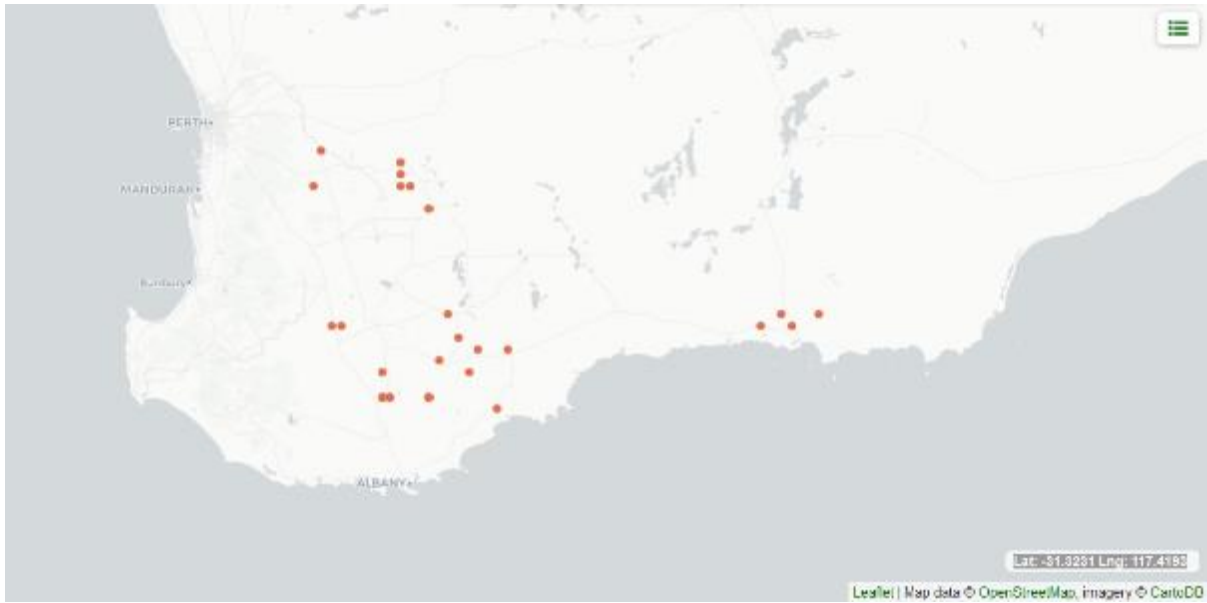 PERTH
MANDURAH
Bunbury
ALBANY
Lat: -31.3231 Lng: 117.4193
Leaflet | Map data © OpenStreetMap, imagery © CartoDB